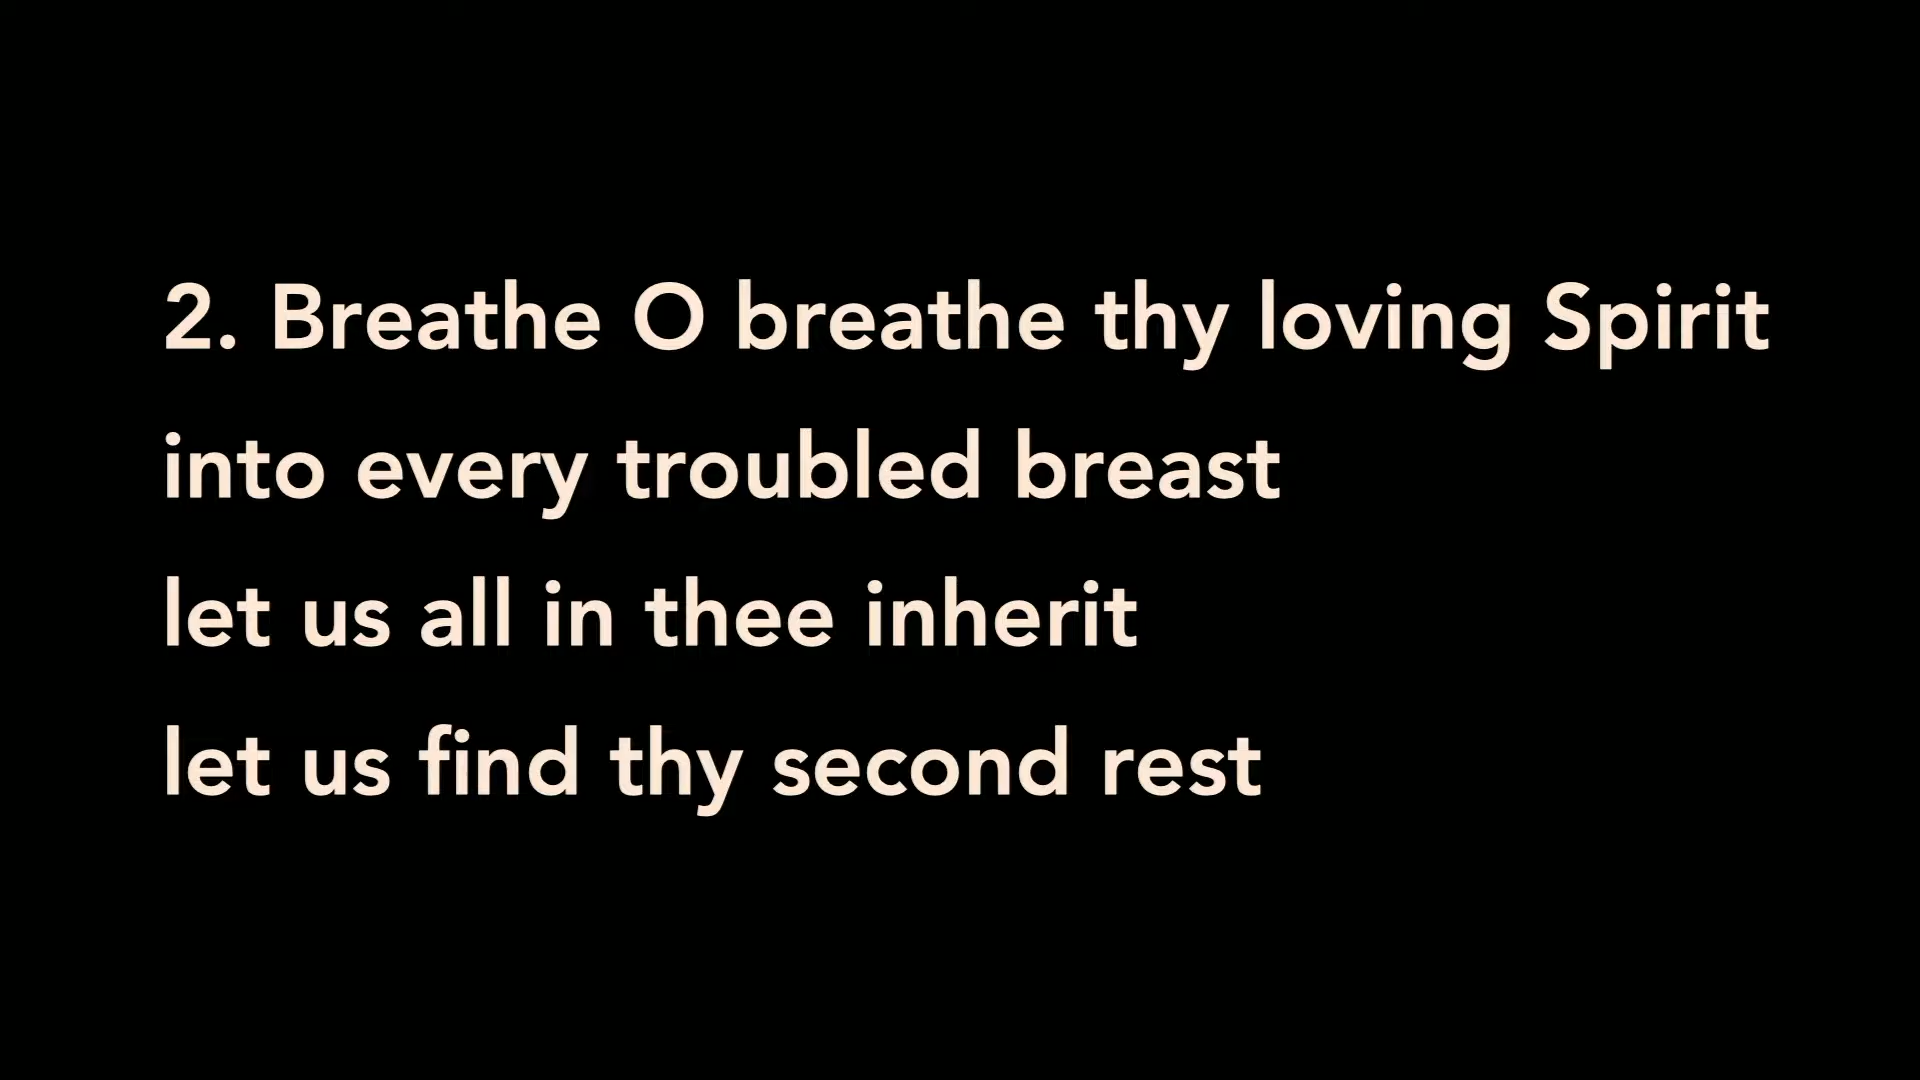 2. Breathe O breathe thy loving Spirit
into every troubled breast
let us all in thee inherit
let us find thy second rest